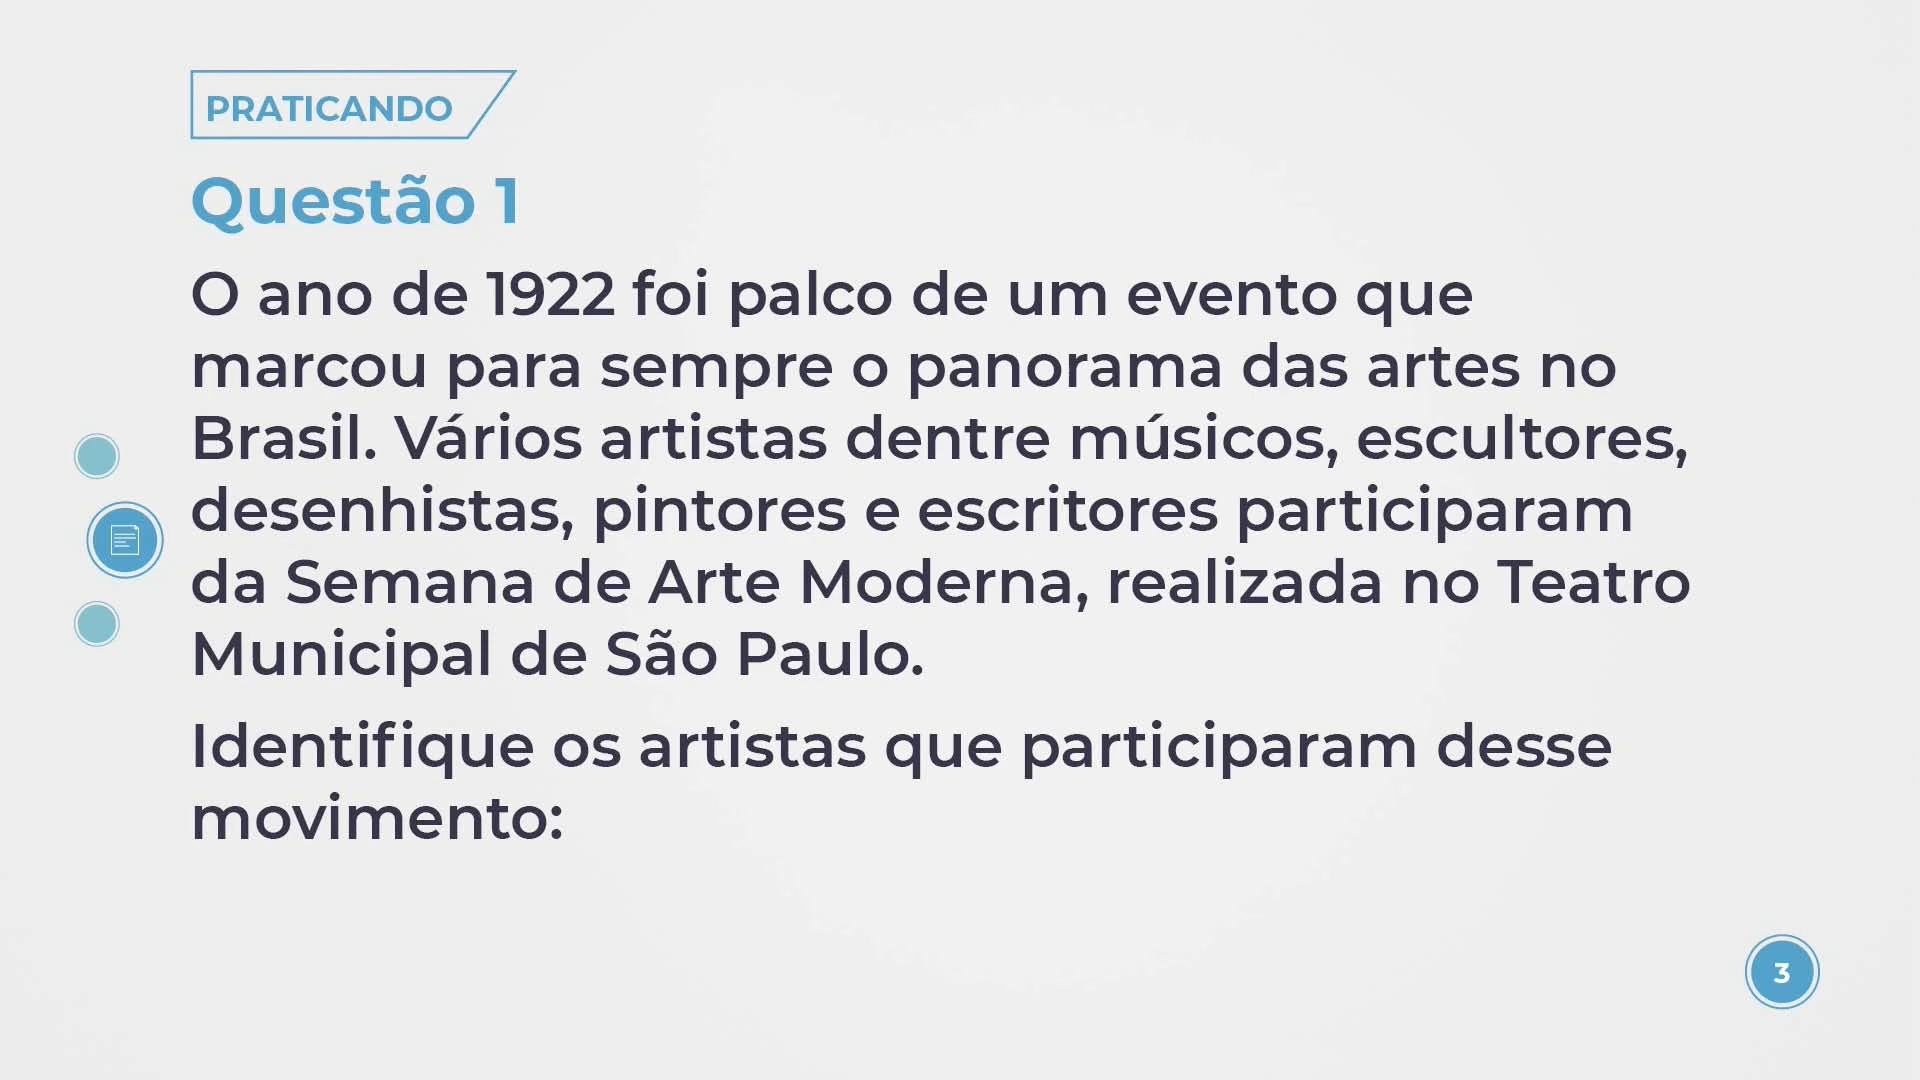 PRATICANDO
Questão 1
O ano de 1922 foi palco de um evento que
marcou para sempre o panorama das artes no
Brasil. Vários artistas dentre músicos, escultores,
desenhistas, pintores e escritores participaram
da Semana de Arte Moderna, realizada no Teatro
Municipal de São Paulo.
Identifique os artistas que participaram desse
movimento:
3